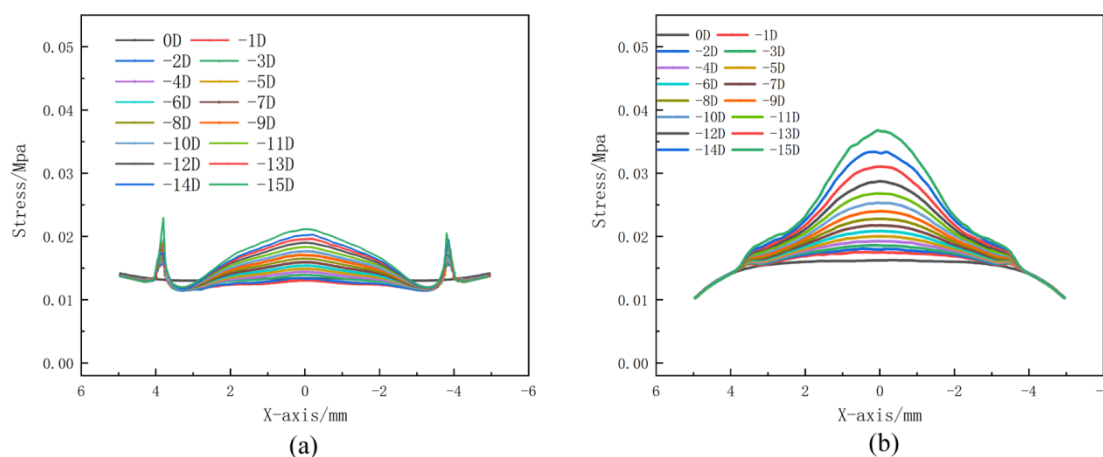 0.05
0.04
0.03
0.02
0.01
0.00
Stress/Mpa
0D -1D
-2D -3D
-4D -5D
-6D -7D
-8D -9D
-10D -11D
-12D -13D
-14D -15D
6 4 2 0 -2 -4 -6
X-axis/mm
(a)
0.05
0.04
0.03
0.02
0.01
0.00
Stress/Mpa
0D -1D
-2D -3D
-4D -5D
-6D -7D
-8D -9D
-10D -11D
-12D -13D
-14D -15D
6 4 2 0 -2 -4
X-axis/mm
(b)